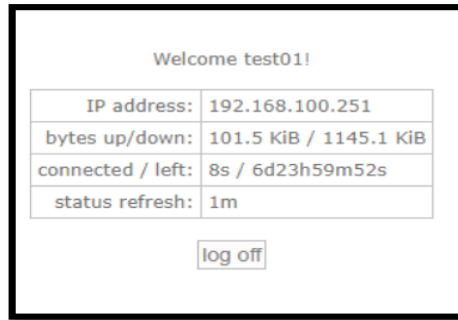 Welcome test01!
IP address: 192.168.100.251
bytes up/down: 101.5 KiB / 1145.1 KiB
connected / left: 8s / 6d23h59m52s
status refresh: 1m
log off